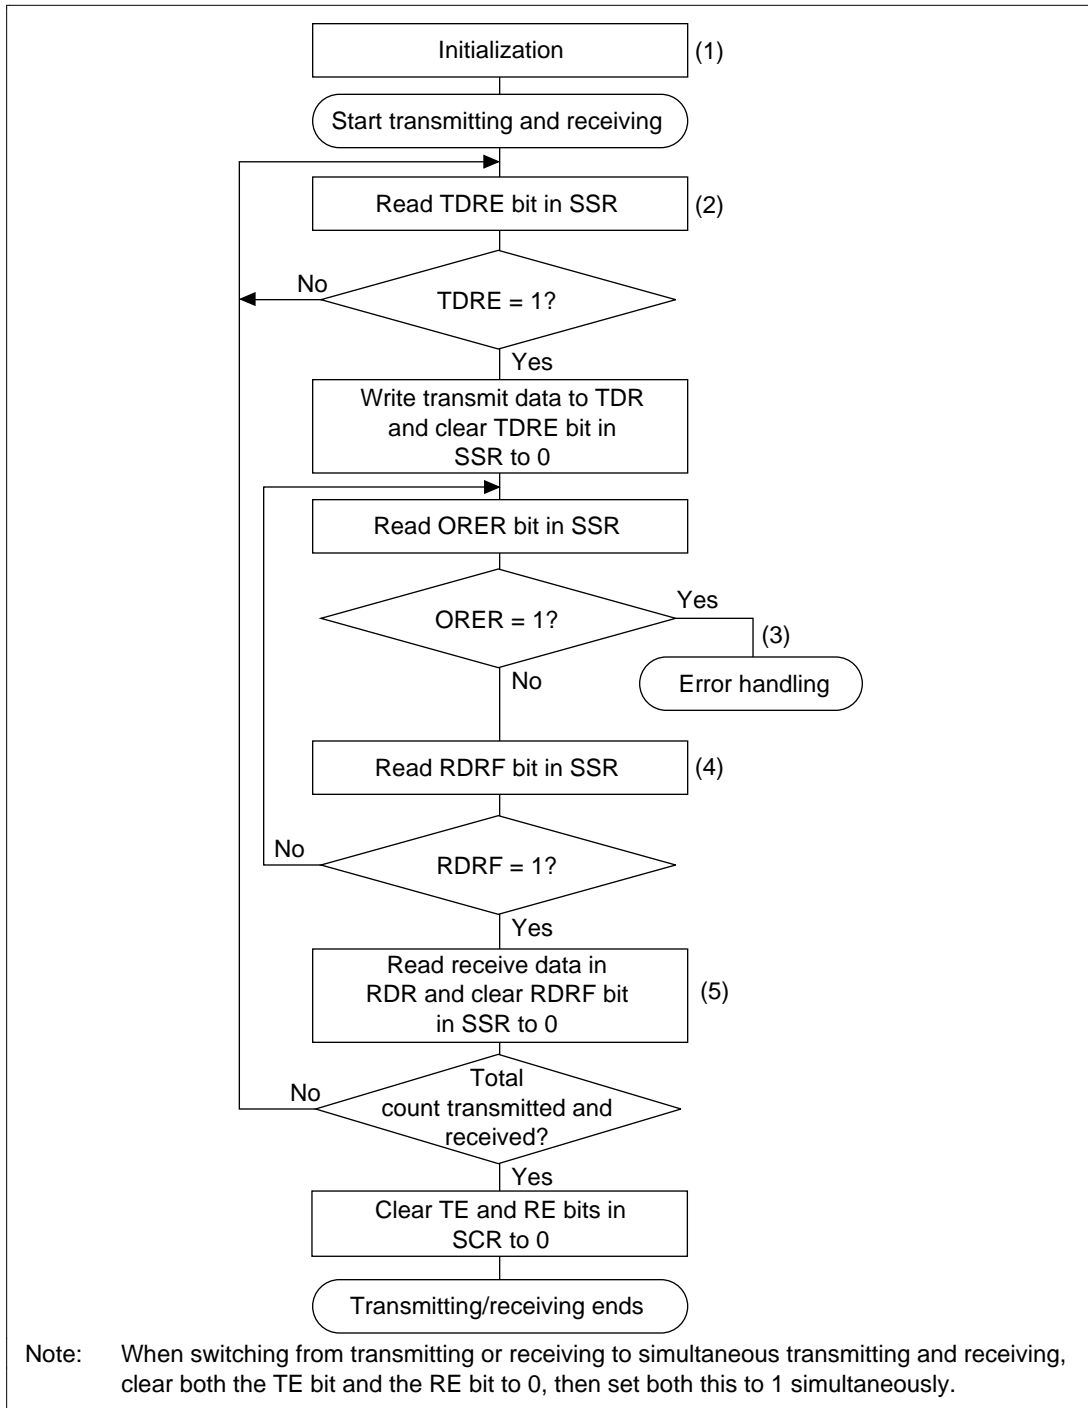 Initialization
(1)
Start transmitting and receiving
Read TDRE bit in SSR
(2)
No
TDRE = 1?
Yes
Write transmit data to TDR
and clear TDRE bit in
SSR to 0
Read ORER bit in SSR
ORER = 1?
Yes
(3)
Error handling
No
Read RDRF bit in SSR
(4)
No
RDRF = 1?
Yes
Read receive data in
RDR and clear RDRF bit
in SSR to 0
(5)
No
Total
count transmitted and
received?
Yes
Clear TE and RE bits in
SCR to 0
Transmitting/receiving ends
Note: When switching from transmitting or receiving to simultaneous transmitting and receiving,
clear both the TE bit and the RE bit to 0, then set both this to 1 simultaneously.